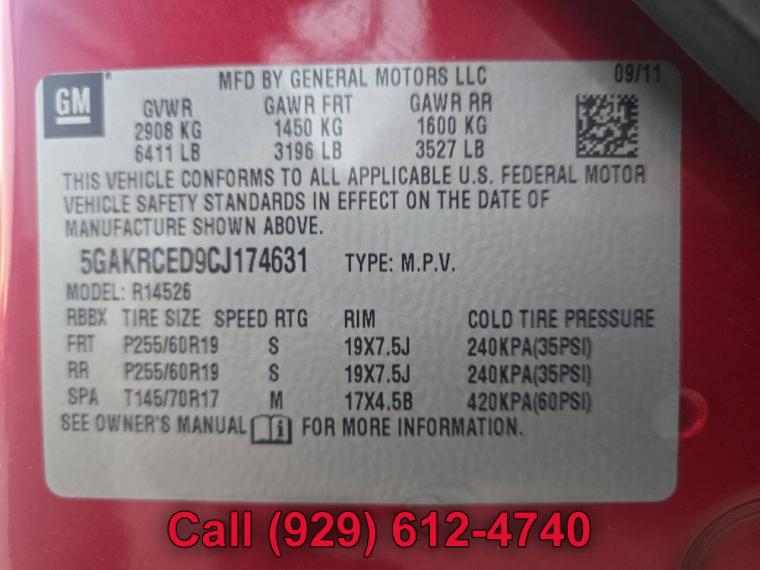 GM
MFD BY GENERAL MOTORS LLC 09/11
GVWR GAWR FRT GAWR RR
2908 KG 1450 KG 1600 KG
6411 LB 3196 LB 3527 LB
THIS VEHICLE CONFORMS TO ALL APPLICABLE U.S. FEDERAL MOTOR
VEHICLE SAFETY STANDARDS IN EFFECT ON THE DATE OF
MANUFACTURE SHOWN ABOVE.
5GAKRCED9CJ174631 TYPE: M.P.V.
MODEL: R14526
RBBX TIRE SIZE SPEED RTG RIM COLD TIRE PRESSURE
FRT P255/60R19 S 19X7.5J 240KPA(35PSI)
RR P255/60R19 S 19X7.5J 240KPA(35PSI)
SPA T145/70R17 M 17X4.5B 420KPA(60PSI)
SEE OWNER'S MANUAL i FOR MORE INFORMATION.
Call (929) 612-4740